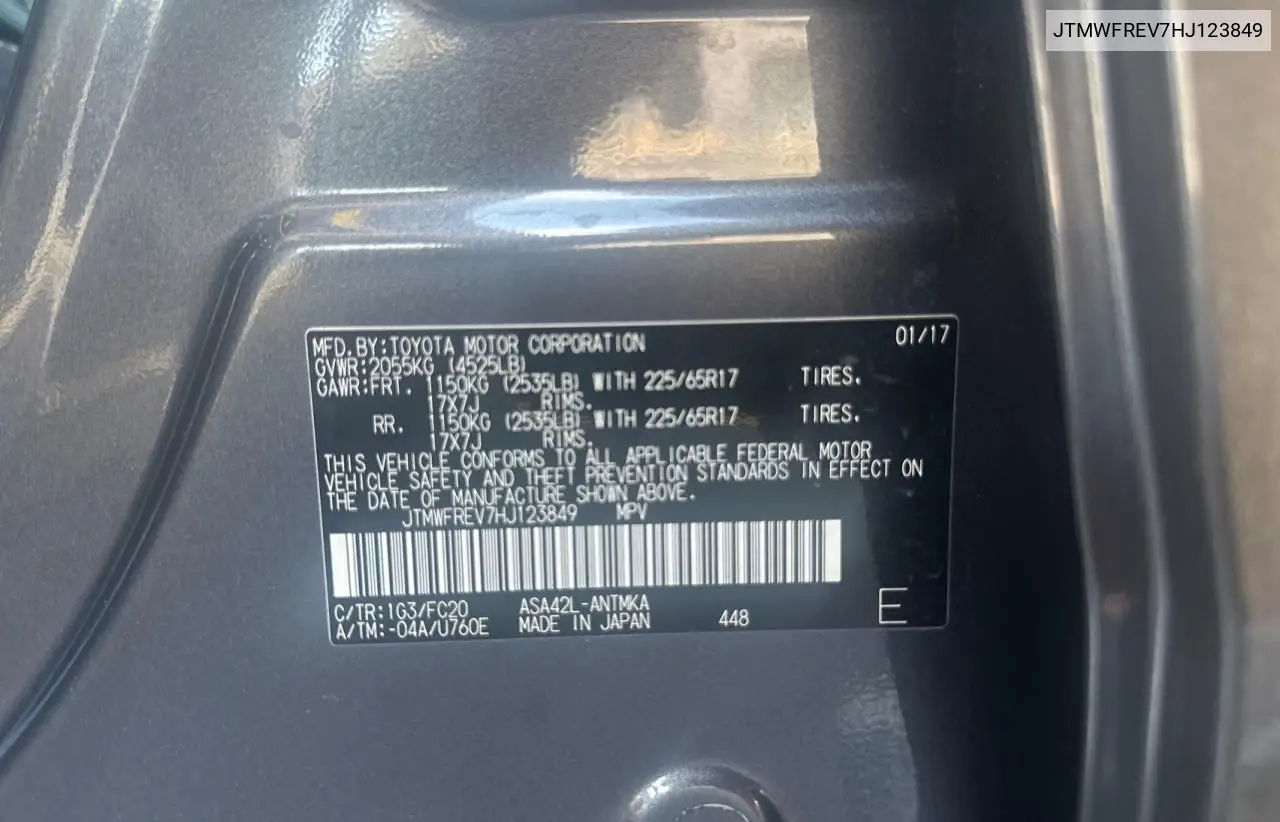 JTMWFREV7HJ123849
MFD.BY:TOYOTA MOTOR CORPORATION 01/17
GVWR:2055KG (4525LB)
GAWR:FRT. 1150KG (2535LB) WITH 225/65R17 TIRES.
17X7J RIMS.
RR. 1150KG (2535LB) WITH 225/65R17 TIRES.
17X7J RIMS.
THIS VEHICLE CONFORMS TO ALL APPLICABLE FEDERAL MOTOR
VEHICLE SAFETY AND THEFT PREVENTION STANDARDS IN EFFECT ON
THE DATE OF MANUFACTURE SHOWN ABOVE.
JTMWFREV7HJ123849 MPV
C/TR:1G3/FC20 ASA42L-ANTMKA
A/TM:-04A/U760E MADE IN JAPAN 448 E